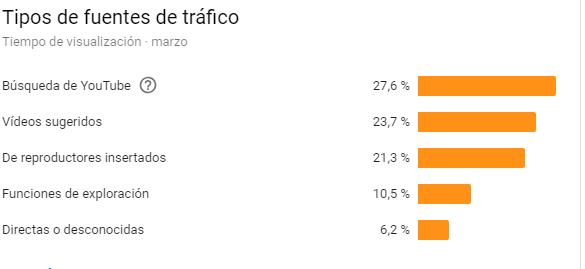 Tipos de fuentes de tráfico
Tiempo de visualización · marzo
Búsqueda de YouTube ? 27,6 %
Vídeos sugeridos 23,7 %
De reproductores insertados 21,3 %
Funciones de exploración 10,5 %
Directas o desconocidas 6,2 %